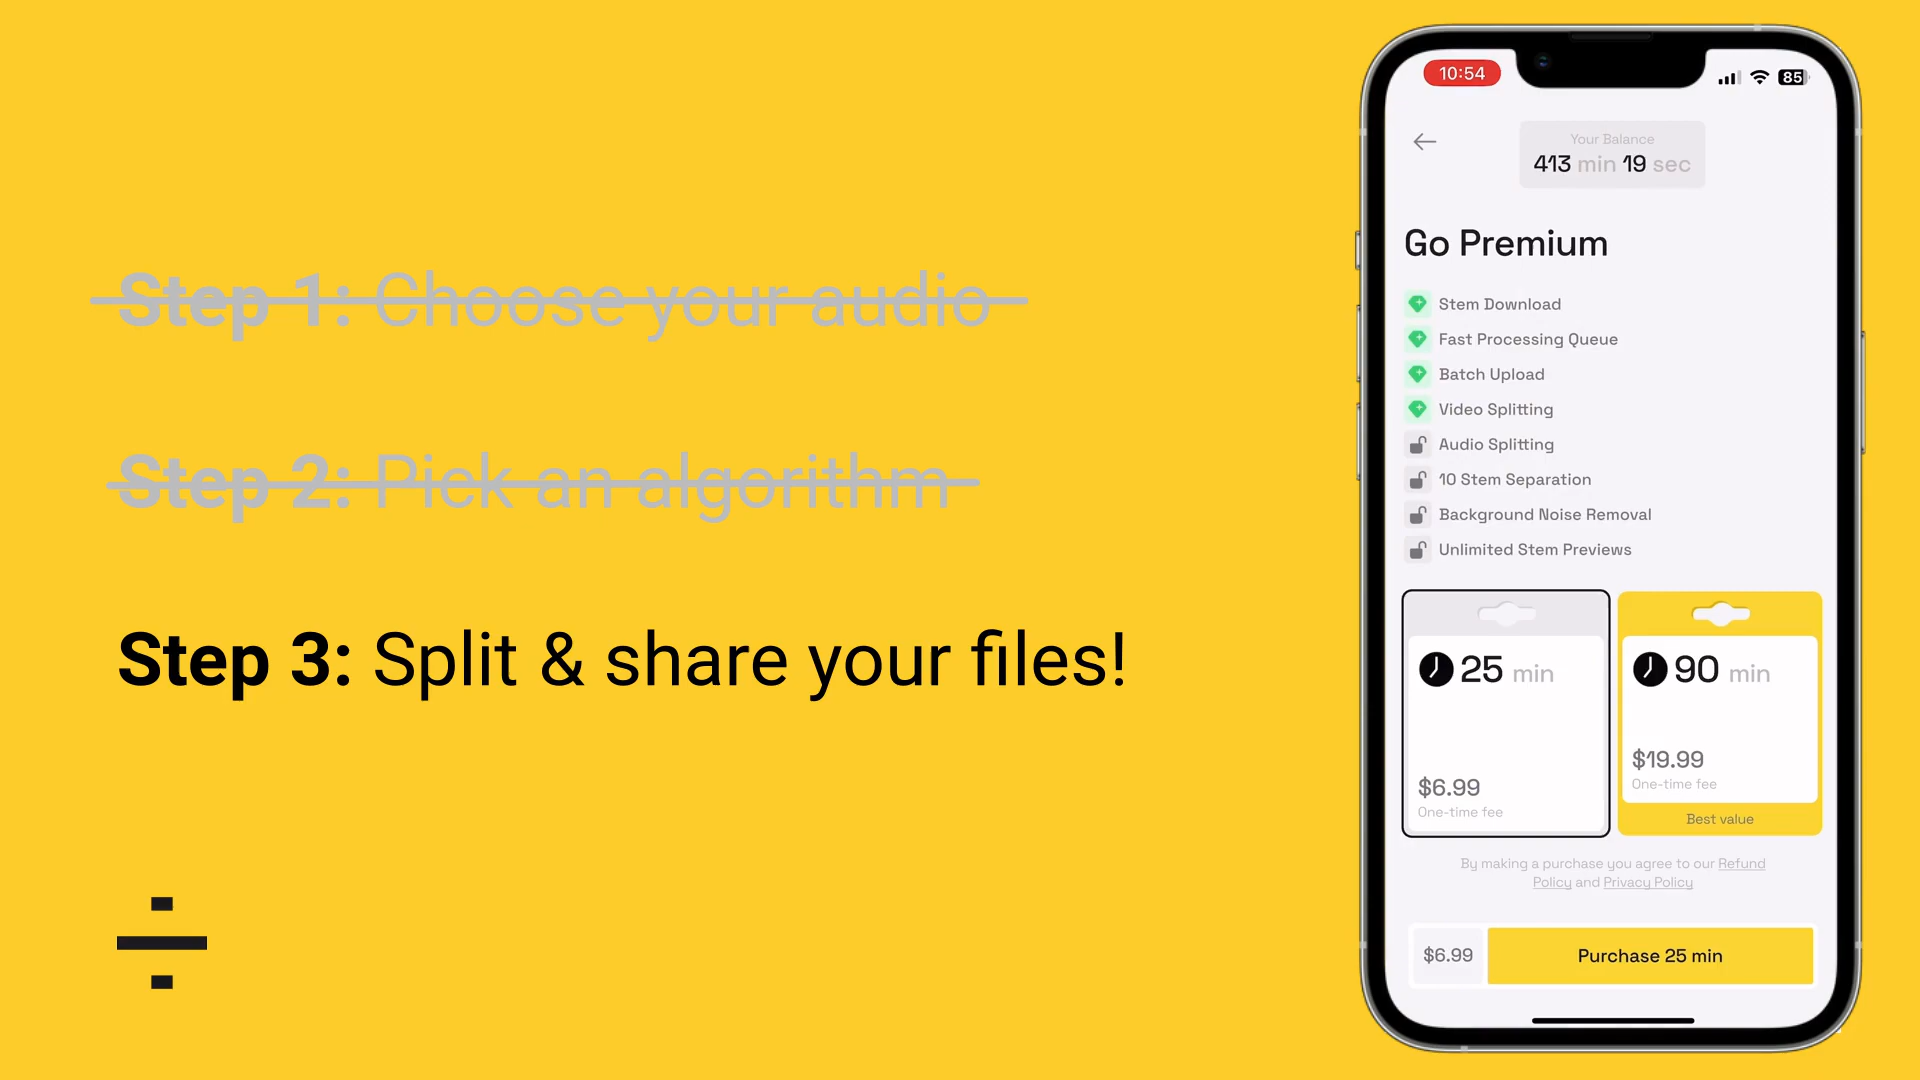 Step 1: Choose your audio
Step 2: Pick an algorithm
Step 3: Split & share your files!
10:54
85
Your Balance
413 min 19 sec
Go Premium
Stem Download
Fast Processing Queue
Batch Upload
Video Splitting
Audio Splitting
10 Stem Separation
Background Noise Removal
Unlimited Stem Previews
25 min
$6.99
One-time fee
90 min
$19.99
One-time fee
Best value
By making a purchase you agree to our Refund
Policy and Privacy Policy
$6.99
Purchase 25 min